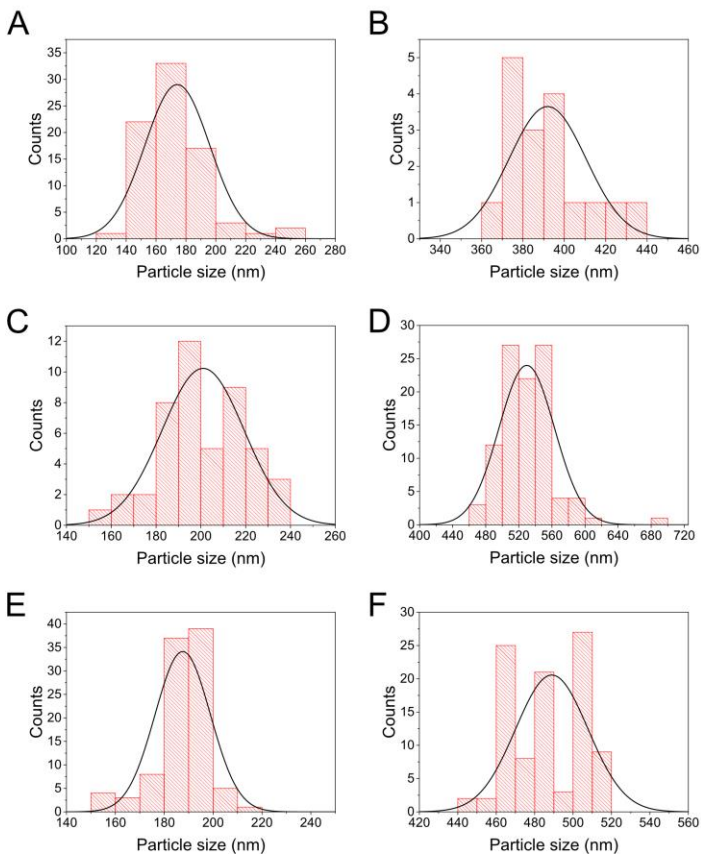 A
35
30
25
20
15
10
5
0
Counts
100 120 140 160 180 200 220 240 260 280
Particle size (nm)
B
5
4
3
2
1
0
Counts
340 360 380 400 420 440 460
Particle size (nm)
C
12
10
8
6
4
2
0
Counts
140 160 180 200 220 240 260
Particle size (nm)
D
30
25
20
15
10
5
0
Counts
400 440 480 520 560 600 640 680 720
Particle size (nm)
E
40
35
30
25
20
15
10
5
0
Counts
140 160 180 200 220 240
Particle size (nm)
F
30
25
20
15
10
5
0
Counts
420 440 460 480 500 520 540 560
Particle size (nm)